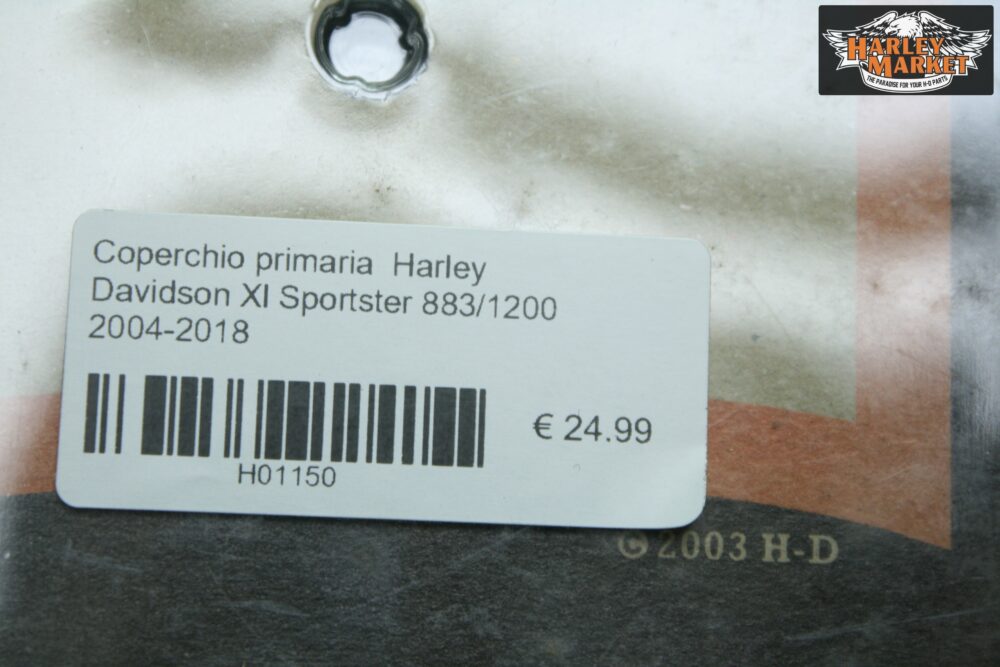 HARLEY
MARKET
THE PARADISE FOR YOUR H-D PARTS
Coperchio primaria Harley
Davidson Xl Sportster 883/1200
2004-2018
€ 24.99
H01150
© 2003 H-D